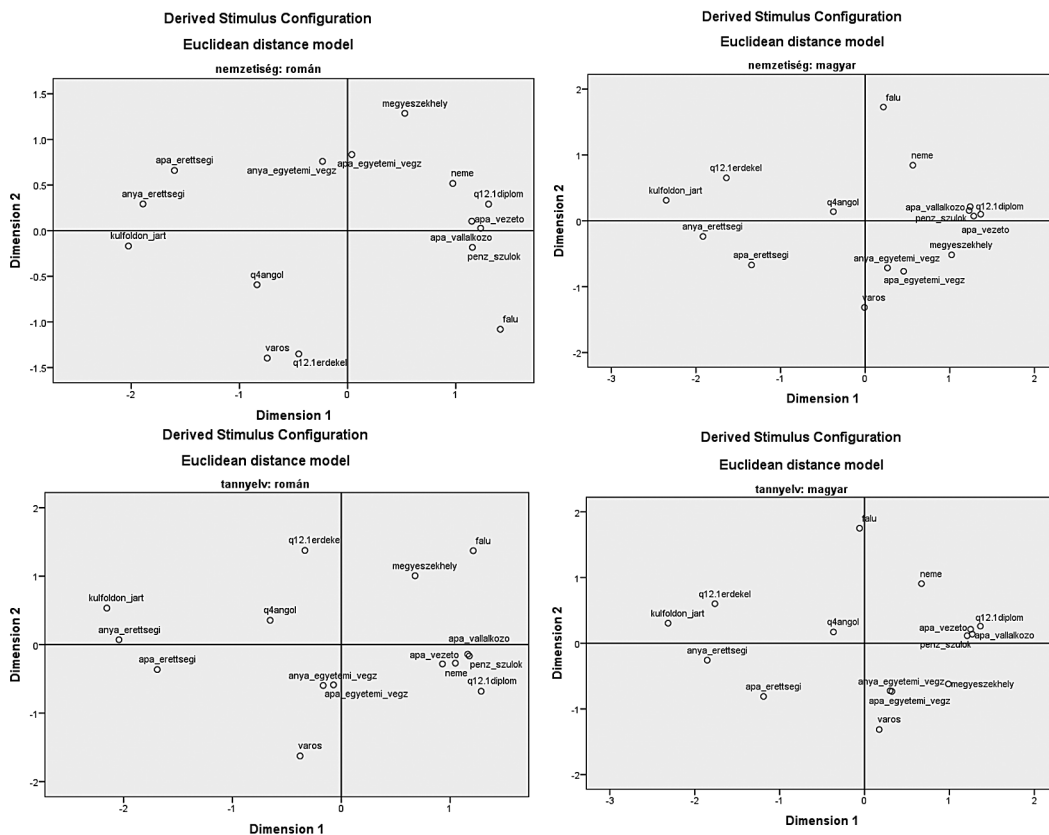 Derived Stimulus Configuration
Euclidean distance model
nemzetiség: román
1.5
1.0
0.5
0.0
-0.5
-1.0
-1.5
Dimension 2
megyeszekhely
apa_erettsegi
anya_egyetemi_vegz
apa_egyetemi_vegz
neme
anya_erettsegi
q12.1diplom
apa_vezeto
kulfoldon_jart
apa_vallalkozo
penz_szulok
q4angol
falu
varos
q12.1erdekel
-2
-1
0
1
Dimension 1
Derived Stimulus Configuration
Euclidean distance model
nemzetiség: magyar
2
1
0
-1
-2
Dimension 2
falu
neme
q12.1erdekel
kulfoldon_jart
q4angol
apa_vallalkozo
q12.1diplom
penz_szulok
apa_vezeto
anya_erettsegi
megyeszekhely
apa_erettsegi
anya_egyetemi_vegz
apa_egyetemi_vegz
varos
-3
-2
-1
0
1
2
Dimension 1
Derived Stimulus Configuration
Euclidean distance model
tannyelv: román
2
1
0
-1
-2
Dimension 2
q12.1erdeke
falu
megyeszekhely
kulfoldon_jart
q4angol
anya_erettsegi
apa_vallalkozo
apa_erettsegi
apa_vezeto
penz_szulok
anya_egyetemi_vegz
neme
q12.1diplom
apa_egyetemi_vegz
varos
-2
-1
0
1
Dimension 1
Derived Stimulus Configuration
Euclidean distance model
tannyelv: magyar
2
1
0
-1
-2
Dimension 2
falu
neme
q12.1erdekel
kulfoldon_jart
q4angol
q12.1diplom
apa_vezeto
apa_vallalkozo
penz_szulok
anya_erettsegi
apa_erettsegi
anya_egyetemi_vegz
megyeszekhely
apa_egyetemi_vegz
varos
-3
-2
-1
0
1
2
Dimension 1